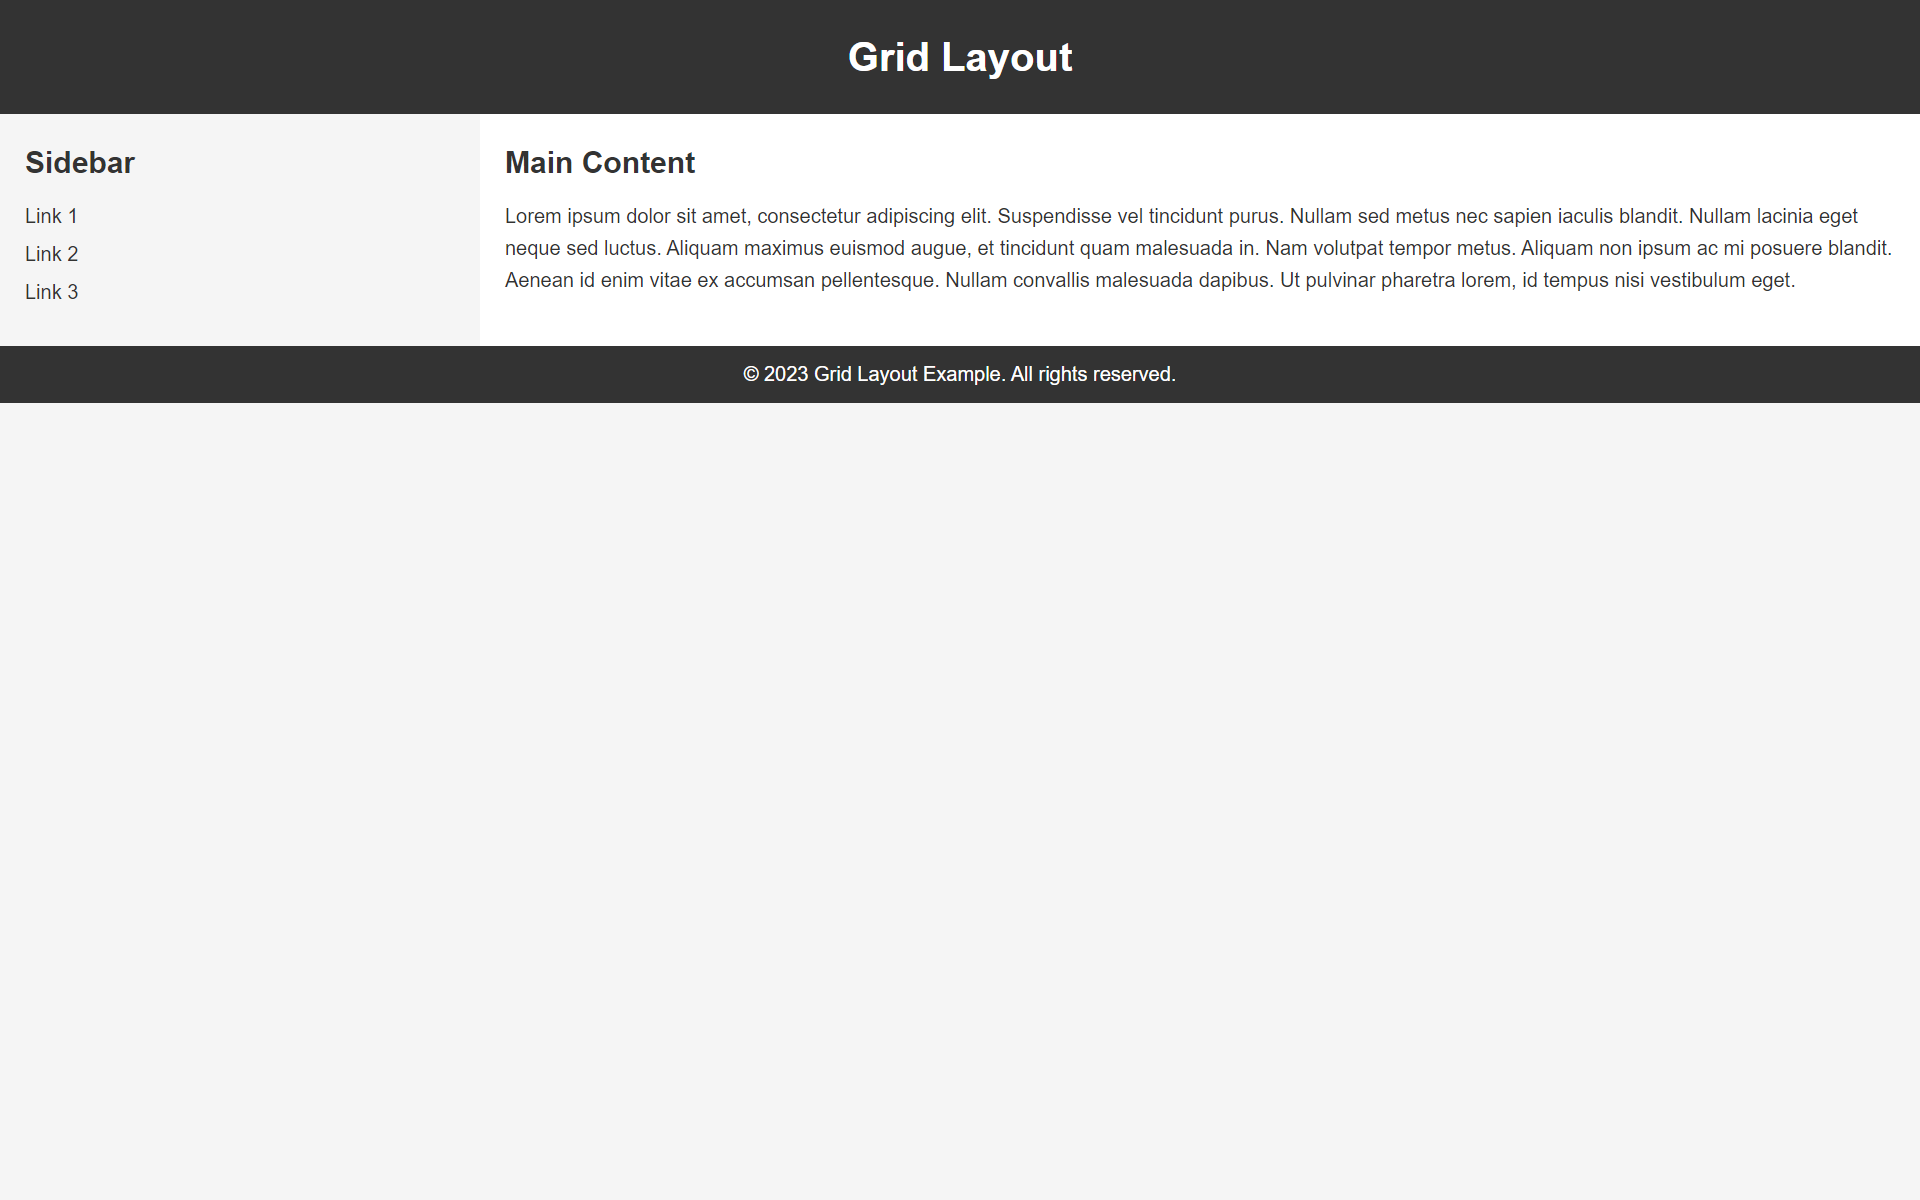 Grid Layout
Sidebar
Link 1
Link 2
Link 3
Main Content
Lorem ipsum dolor sit amet, consectetur adipiscing elit. Suspendisse vel tincidunt purus. Nullam sed metus nec sapien iaculis blandit. Nullam lacinia eget
neque sed luctus. Aliquam maximus euismod augue, et tincidunt quam malesuada in. Nam volutpat tempor metus. Aliquam non ipsum ac mi posuere blandit.
Aenean id enim vitae ex accumsan pellentesque. Nullam convallis malesuada dapibus. Ut pulvinar pharetra lorem, id tempus nisi vestibulum eget.
© 2023 Grid Layout Example. All rights reserved.